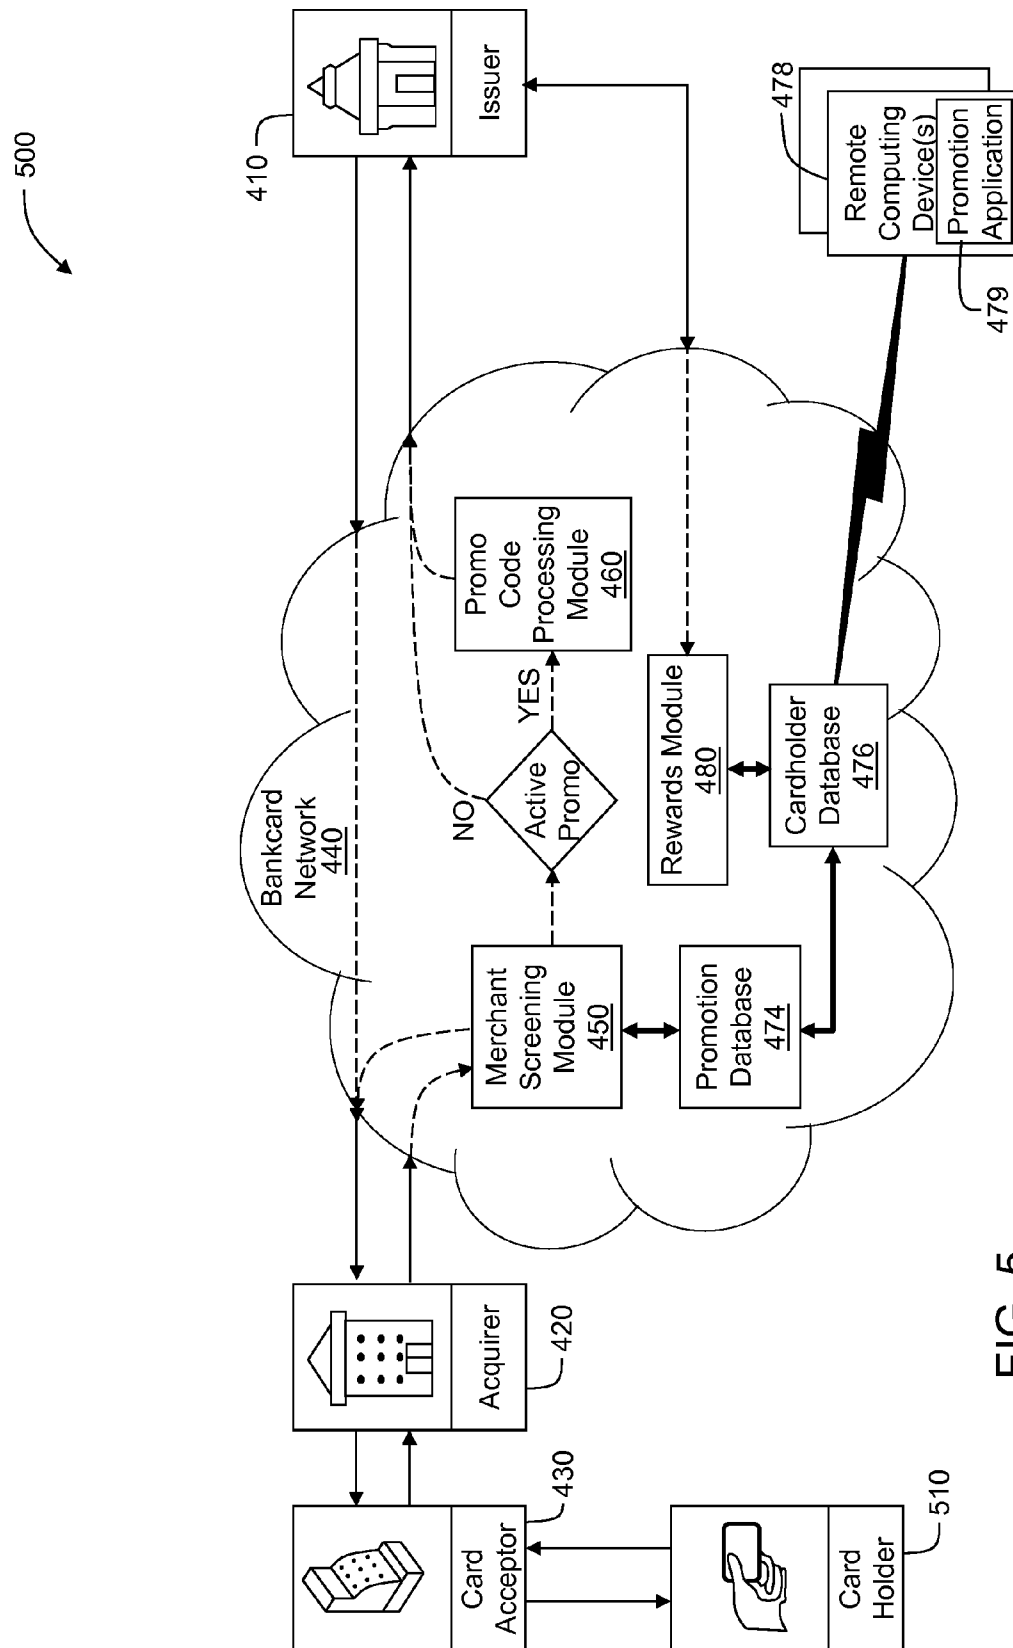 500
410
Issuer
Bankcard
Network
440
Promo
Code
Processing
Module
460
NO
YES
Active
Promo
Merchant
Screening
Module
450
Promotion
Database
474
Rewards Module
480
Cardholder
Database
476
478
Remote
Computing
Device(s)
Promotion
Application
479
Acquirer
420
Card
Acceptor
430
Card
Holder
510
FIG. 5